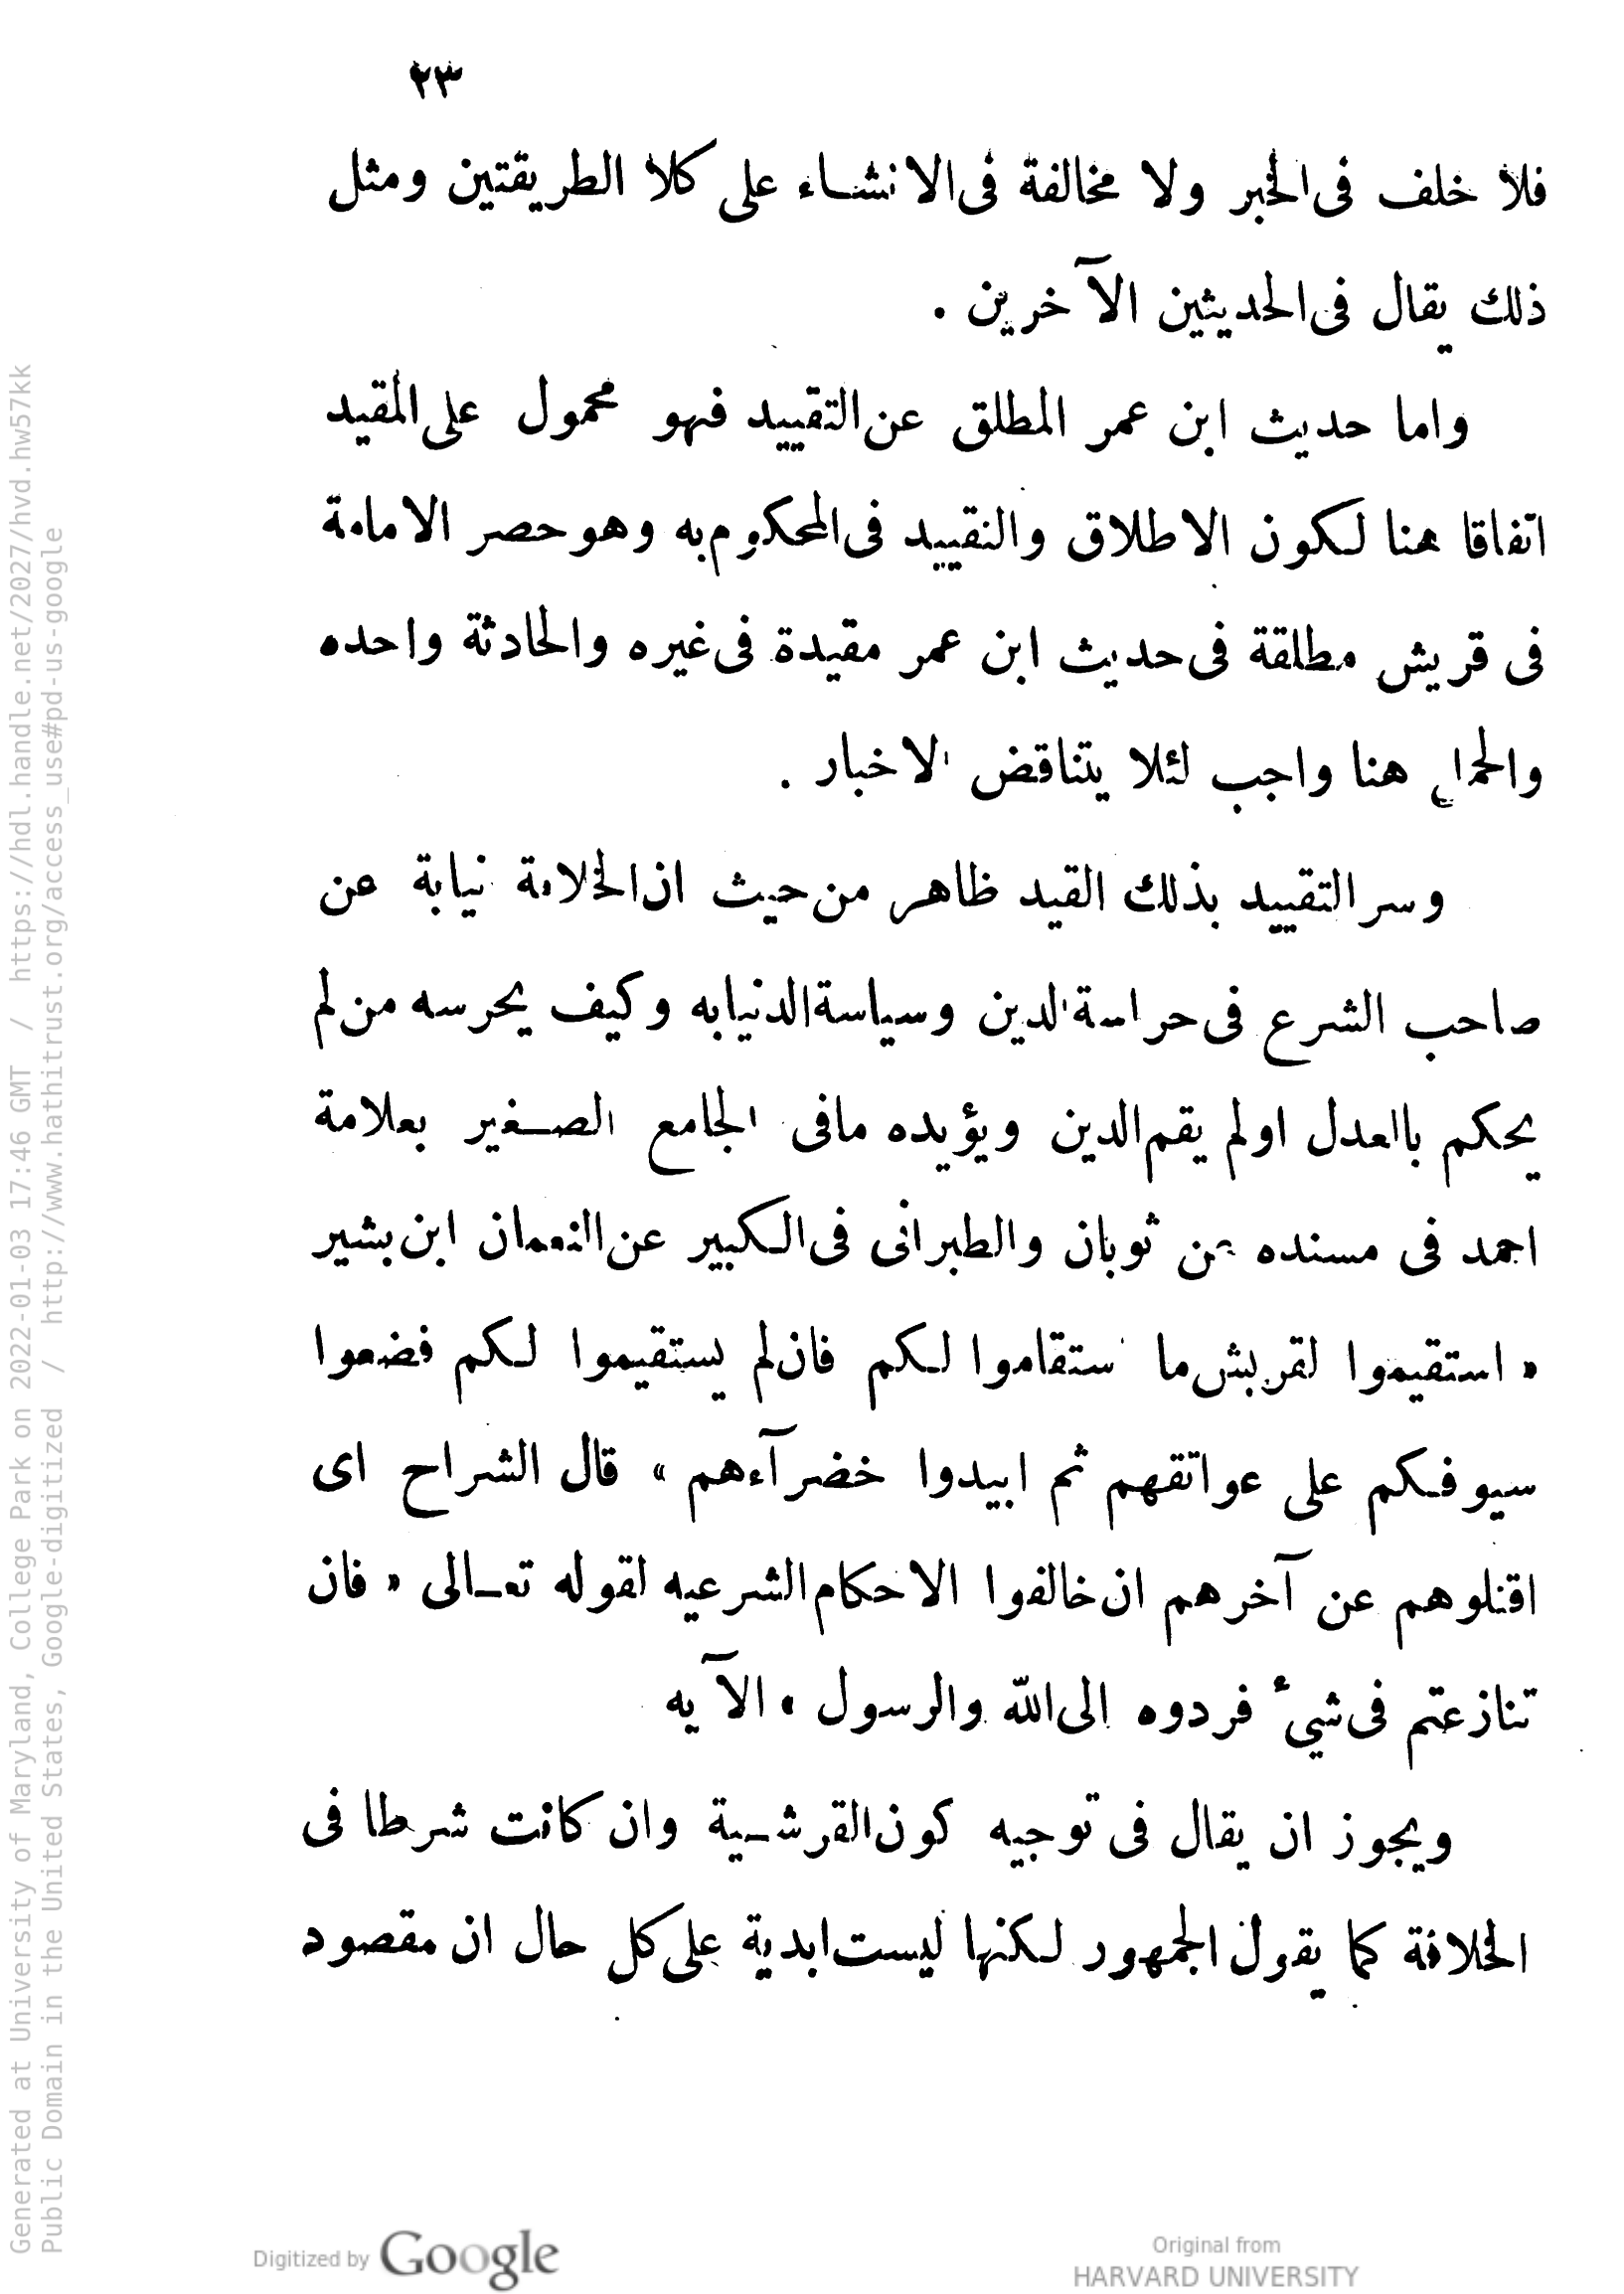 ٢٣
فلا خلف فى الخبر ولا مخالفة فى الانشاء على كلا الطريقتين ومثل
ذلك يقال فى الحديثين الآخرين .
واما حديث ابن عمر المطلق عن التقييد فهو محمول على المقيد
اتفاقا هنا لكون الاطلاق والتقييد فى المحكوم به وهو حصر الامامة
فى قريش مطلقة فى حديث ابن عمر مقيدة فى غيره والحادثة واحده
والحمل هنا واجب لئلا يتناقض الاخبار .
وسر التقييد بذلك القيد ظاهر من حيث ان الخلافة نيابة عن
صاحب الشرع فى حراسة الدين وسياسة الدنيابه وكيف يحرسه من لم
يحكم باالعدل اولم يقم الدين ويؤيده مافى الجامع الصغير بعلامة
احمد فى مسنده عن ثوبان والطبرانى فى الكبير عن النعمان ابن بشير
« استقيموا لقريش ما استقاموا لكم فان لم يستقيموا لكم فضعوا
سيوفكم على عواتقهم ثم ابيدوا خضرآءهم » قال الشراح اى
اقتلوهم عن آخرهم ان خالفوا الاحكام الشرعيه لقوله تعالى « فان
تنازعتم فى شيىء فردوه الى الله والرسول » الآيه
ويجوز ان يقال فى توجيه كون القرشية وان كانت شرطا فى
الخلافة كما يقول الجمهور لكنها ليست ابدية على كل حال ان مقصود
Generated at University of Maryland, College Park on 2022-01-03 17:46 GMT / https://hdl.handle.net/2027/hvd.hw57kk
Public Domain in the United States, Google-digitized / http://www.hathitrust.org/access_use#pd-us-google
Digitized by Google
Original from
HARVARD UNIVERSITY